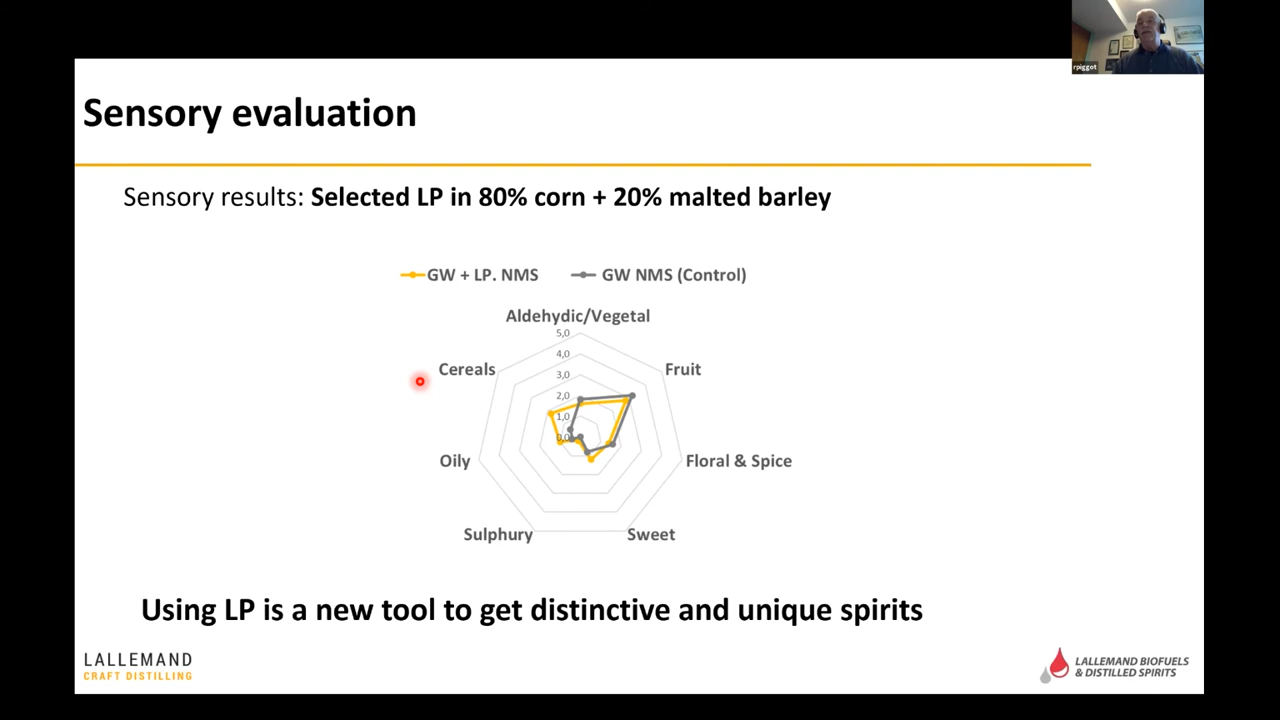 rpiggot
Sensory evaluation
Sensory results: Selected LP in 80% corn + 20% malted barley
GW + LP. NMS
GW NMS (Control)
Aldehydic/Vegetal
5,0
4,0
3,0
2,0
1,0
0,0
Cereals
Fruit
Oily
Floral & Spice
Sulphury
Sweet
Using LP is a new tool to get distinctive and unique spirits
LALLEMAND
CRAFT DISTILLING
LALLEMAND BIOFUELS
& DISTILLED SPIRITS